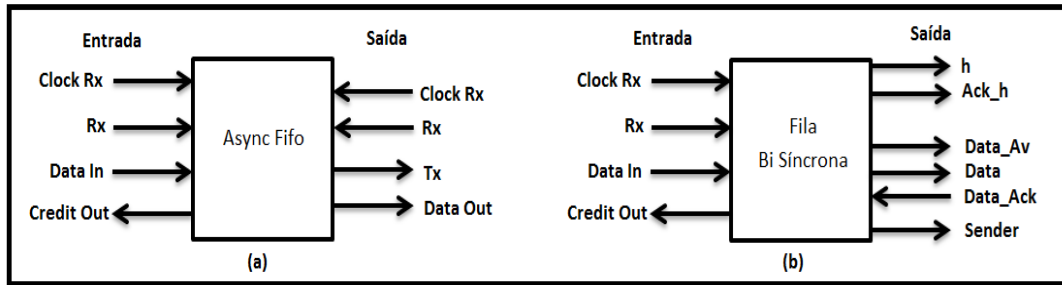 Entrada
Saída
Clock Rx
Rx
Data In
Credit Out
Async Fifo
Clock Rx
Rx
Tx
Data Out
(a)
Entrada
Saída
Clock Rx
Rx
Data In
Credit Out
Fila
Bi Síncrona
h
Ack_h
Data_Av
Data
Data_Ack
Sender
(b)